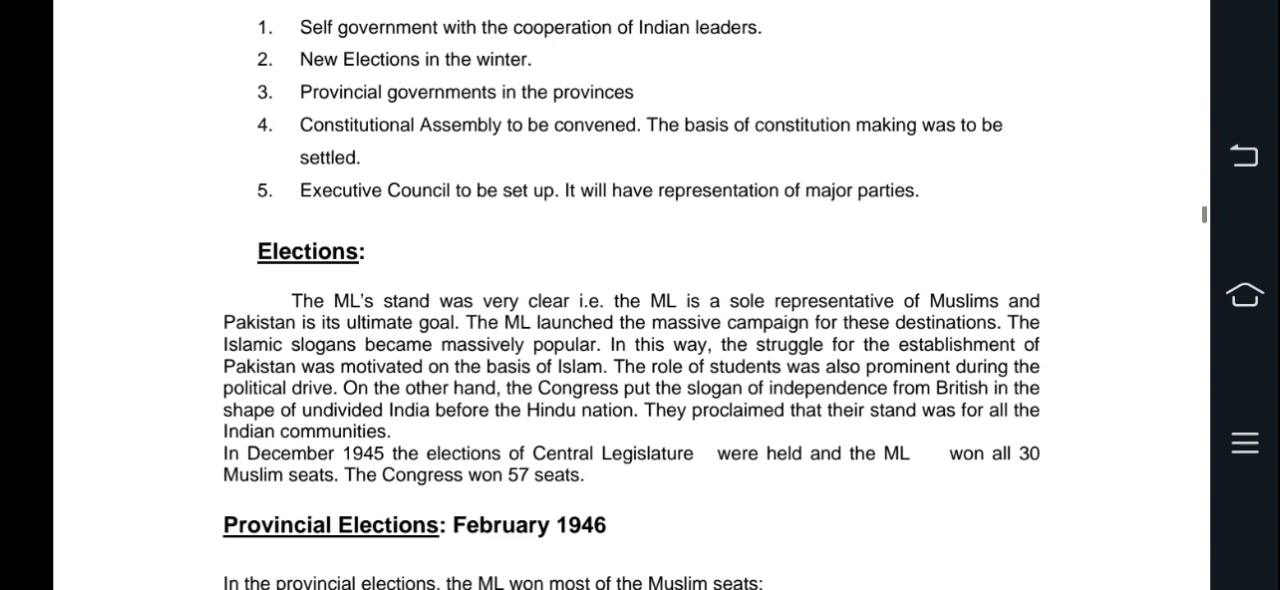 1. Self government with the cooperation of Indian leaders.
2. New Elections in the winter.
3. Provincial governments in the provinces
4. Constitutional Assembly to be convened. The basis of constitution making was to be
settled.
5. Executive Council to be set up. It will have representation of major parties.
Elections:
The ML's stand was very clear i.e. the ML is a sole representative of Muslims and
Pakistan is its ultimate goal. The ML launched the massive campaign for these destinations. The
Islamic slogans became massively popular. In this way, the struggle for the establishment of
Pakistan was motivated on the basis of Islam. The role of students was also prominent during the
political drive. On the other hand, the Congress put the slogan of independence from British in the
shape of undivided India before the Hindu nation. They proclaimed that their stand was for all the
Indian communities.
In December 1945 the elections of Central Legislature were held and the ML won all 30
Muslim seats. The Congress won 57 seats.
Provincial Elections: February 1946
In the provincial elections, the ML won most of the Muslim seats: